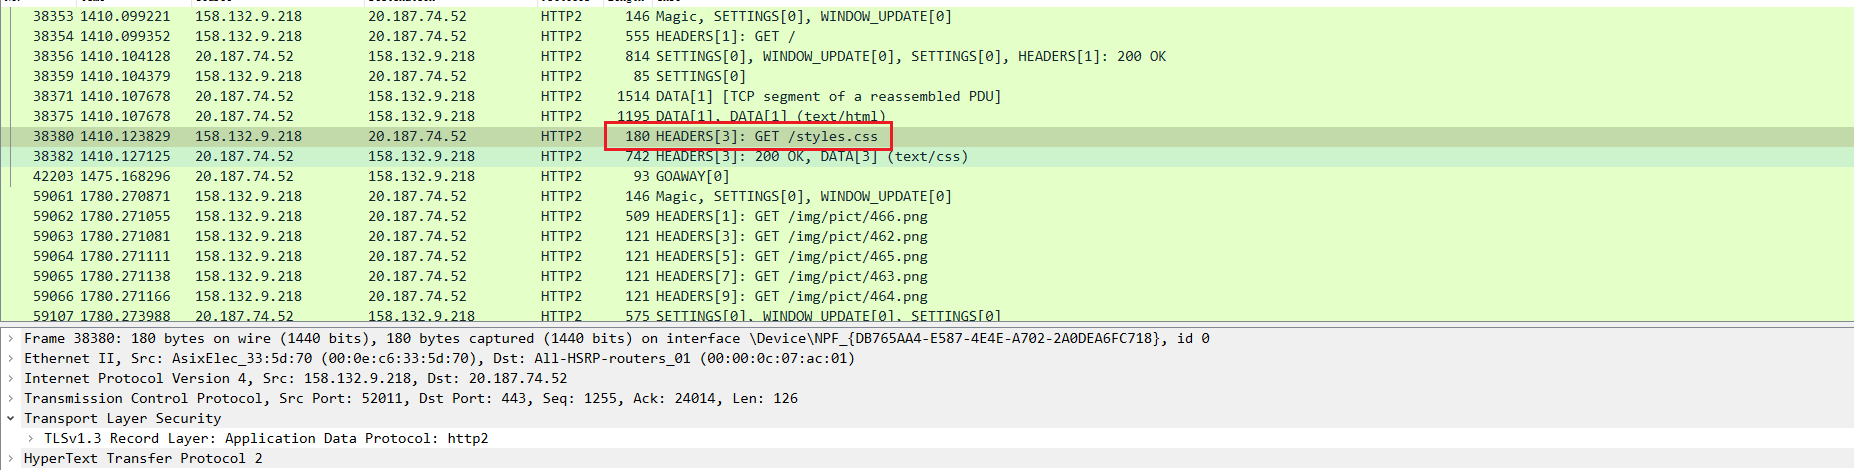 38353 1410.099221 158.132.9.218 20.187.74.52 HTTP2 146 Magic, SETTINGS[0], WINDOW_UPDATE[0]
38354 1410.099352 158.132.9.218 20.187.74.52 HTTP2 555 HEADERS[1]: GET /
38356 1410.104128 20.187.74.52 158.132.9.218 HTTP2 814 SETTINGS[0], WINDOW_UPDATE[0], SETTINGS[0], HEADERS[1]: 200 OK
38359 1410.104379 158.132.9.218 20.187.74.52 HTTP2 85 SETTINGS[0]
38371 1410.107678 20.187.74.52 158.132.9.218 HTTP2 1514 DATA[1] [TCP segment of a reassembled PDU]
38375 1410.107678 20.187.74.52 158.132.9.218 HTTP2 1195 DATA[1], DATA[1] (text/html)
38380 1410.123829 158.132.9.218 20.187.74.52 HTTP2 180 HEADERS[3]: GET /styles.css
38382 1410.127125 20.187.74.52 158.132.9.218 HTTP2 742 HEADERS[3]: 200 OK, DATA[3] (text/css)
42203 1475.168296 20.187.74.52 158.132.9.218 HTTP2 93 GOAWAY[0]
59061 1780.270871 158.132.9.218 20.187.74.52 HTTP2 146 Magic, SETTINGS[0], WINDOW_UPDATE[0]
59062 1780.271055 158.132.9.218 20.187.74.52 HTTP2 509 HEADERS[1]: GET /img/pict/466.png
59063 1780.271081 158.132.9.218 20.187.74.52 HTTP2 121 HEADERS[3]: GET /img/pict/462.png
59064 1780.271111 158.132.9.218 20.187.74.52 HTTP2 121 HEADERS[5]: GET /img/pict/465.png
59065 1780.271138 158.132.9.218 20.187.74.52 HTTP2 121 HEADERS[7]: GET /img/pict/463.png
59066 1780.271166 158.132.9.218 20.187.74.52 HTTP2 121 HEADERS[9]: GET /img/pict/464.png
59107 1780.273988 20.187.74.52 158.132.9.218 HTTP2 575 SETTINGS[0], WINDOW_UPDATE[0], SETTINGS[0]
Frame 38380: 180 bytes on wire (1440 bits), 180 bytes captured (1440 bits) on interface \Device\NPF_{DB765AA4-E587-4E4E-A702-2A0DEA6FC718}, id 0
Ethernet II, Src: AsixElec_33:5d:70 (00:0e:c6:33:5d:70), Dst: All-HSRP-routers_01 (00:00:0c:07:ac:01)
Internet Protocol Version 4, Src: 158.132.9.218, Dst: 20.187.74.52
Transmission Control Protocol, Src Port: 52011, Dst Port: 443, Seq: 1255, Ack: 24014, Len: 126
Transport Layer Security
TLSv1.3 Record Layer: Application Data Protocol: http2
HyperText Transfer Protocol 2